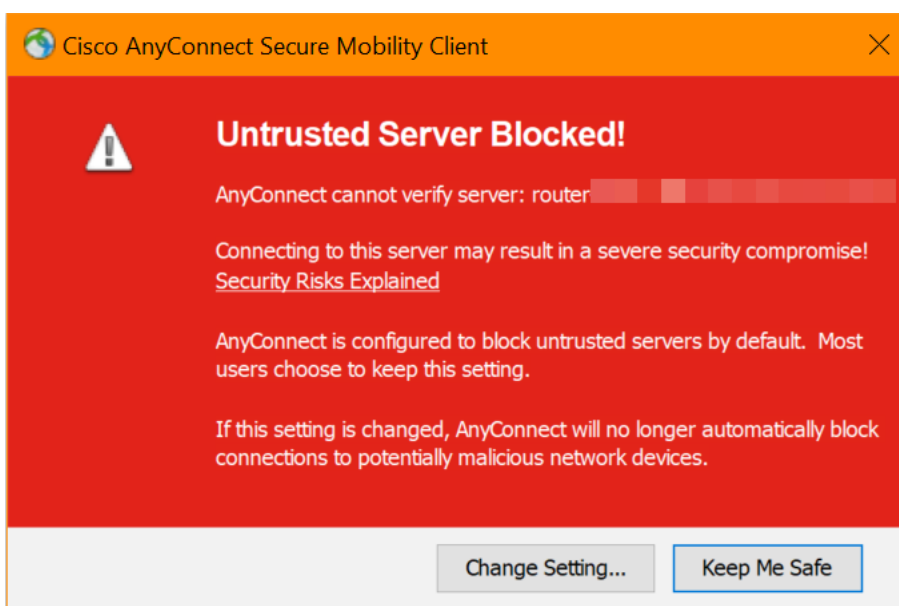 Cisco AnyConnect Secure Mobility Client
Untrusted Server Blocked!
AnyConnect cannot verify server: router
Connecting to this server may result in a severe security compromise!
Security Risks Explained
AnyConnect is configured to block untrusted servers by default.  Most
users choose to keep this setting.
If this setting is changed, AnyConnect will no longer automatically block
connections to potentially malicious network devices.
Change Setting...
Keep Me Safe